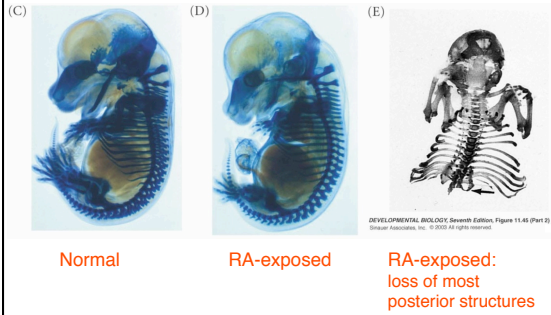 (C)
(D)
(E)
DEVELOPMENTAL BIOLOGY, Seventh Edition, Figure 11.45 (Part 2)
Sinauer Associates, Inc. © 2003 All rights reserved.
Normal
RA-exposed
RA-exposed:
loss of most
posterior structures